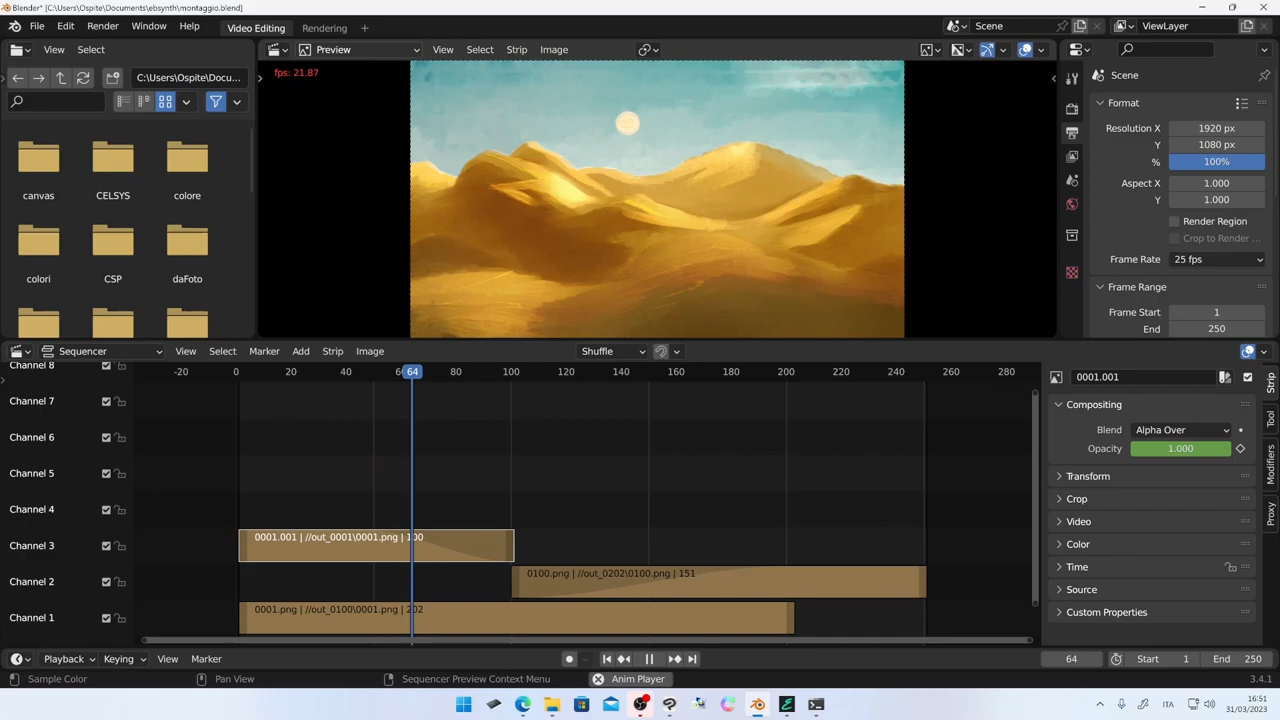 Blender* [C:\Users\Ospite\Documents\ebsynth\montaggio.blend]
File Edit Render Window Help Video Editing Rendering + Scene ViewLayer
View Select Preview View Select Strip Image
C:\Users\Ospite\Docu... fps: 21.87 Scene
Format
Resolution X 1920 px
Y 1080 px
% 100%
Aspect X 1.000
Y 1.000
canvas CELSYS colore
Render Region
Crop to Render ...
Frame Rate 25 fps
colori CSP daFoto
Frame Range
Frame Start 1
End 250
Sequencer View Select Marker Add Strip Image Shuffle
Channel 8 -20 0 20 40 64 80 100 120 140 160 180 200 220 240 260 280 0001.001
Channel 7
Compositing
Blend Alpha Over
Channel 6
Opacity 1.000
Channel 5
Transform
Crop
Channel 4
Video
Channel 3 0001.001 | //out_0001\0001.png | 100
Color
Time
Channel 2 0100.png | //out_0202\0100.png | 151
Source
Channel 1 0001.png | //out_0100\0001.png | 202
Custom Properties
Strip
Tool
Modifiers
Proxy
Playback Keying View Marker 64 Start 1 End 250
Sample Color Pan View Sequencer Preview Context Menu Anim Player 3.4.1
ITA 16:51
31/03/2023